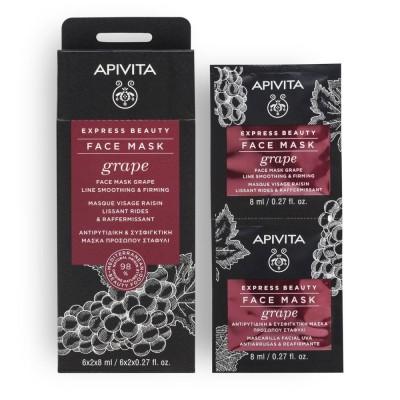 APIVITA
EXPRESS BEAUTY
FACE MASK
grape
FACE MASK GRAPE
LINE SMOOTHING & FIRMING
MASQUE VISAGE RAISIN
LISSANT RIDES
& RAFFERMISSANT
ΑΝΤΙΡΥΤΙΔΙΚΗ & ΣΥΣΦΙΓΚΤΙΚΗ
ΜΑΣΚΑ ΠΡΟΣΩΠΟΥ ΣΤΑΦΥΛΙ
98%
6x2x8 ml / 6x2x0.27 fl. oz.
APIVITA
EXPRESS BEAUTY
FACE MASK
grape
FACE MASK GRAPE
LINE SMOOTHING & FIRMING
MASQUE VISAGE RAISIN
LISSANT RIDES & RAFFERMISSANT
8 ml / 0.27 fl. oz.
APIVITA
EXPRESS BEAUTY
FACE MASK
grape
ΑΝΤΙΡΥΤΙΔΙΚΗ & ΣΥΣΦΙΓΚΤΙΚΗ ΜΑΣΚΑ
ΠΡΟΣΩΠΟΥ ΣΤΑΦΥΛΙ
MASCARILLA FACIAL UVA
ANTIARRUGAS & REAFIRMANTE
8 ml / 0.27 fl. oz.